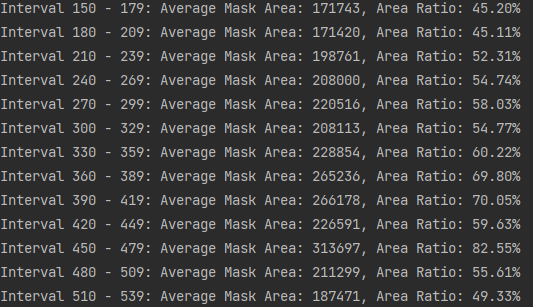 Interval 150 - 179: Average Mask Area: 171743, Area Ratio: 45.20%
Interval 180 - 209: Average Mask Area: 171420, Area Ratio: 45.11%
Interval 210 - 239: Average Mask Area: 198761, Area Ratio: 52.31%
Interval 240 - 269: Average Mask Area: 208000, Area Ratio: 54.74%
Interval 270 - 299: Average Mask Area: 220516, Area Ratio: 58.03%
Interval 300 - 329: Average Mask Area: 208113, Area Ratio: 54.77%
Interval 330 - 359: Average Mask Area: 228854, Area Ratio: 60.22%
Interval 360 - 389: Average Mask Area: 265236, Area Ratio: 69.80%
Interval 390 - 419: Average Mask Area: 266178, Area Ratio: 70.05%
Interval 420 - 449: Average Mask Area: 226591, Area Ratio: 59.63%
Interval 450 - 479: Average Mask Area: 313697, Area Ratio: 82.55%
Interval 480 - 509: Average Mask Area: 211299, Area Ratio: 55.61%
Interval 510 - 539: Average Mask Area: 187471, Area Ratio: 49.33%